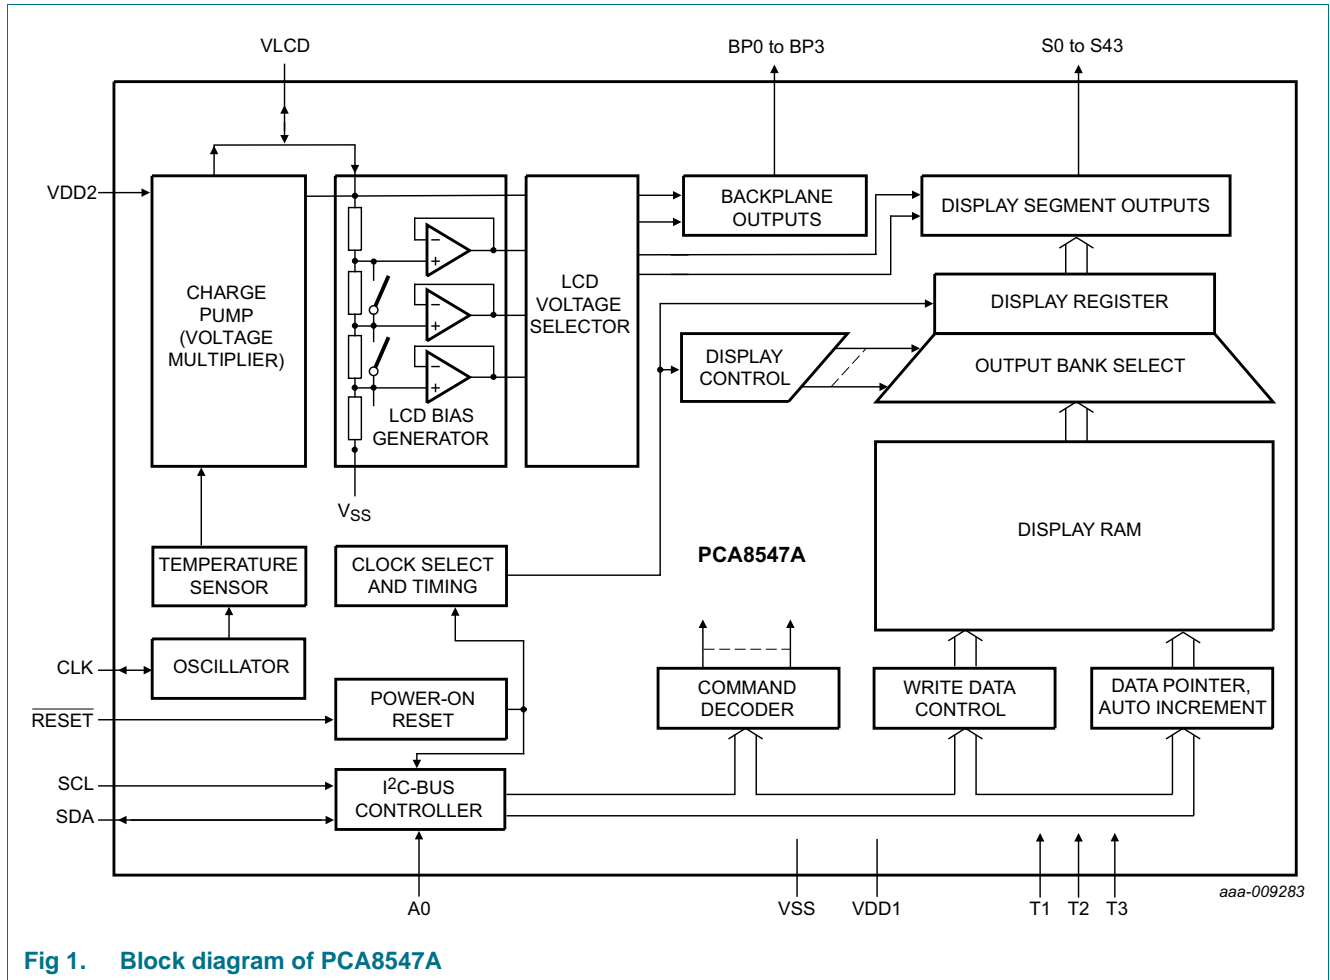 VLCD
BP0 to BP3
S0 to S43
VDD2
CHARGE
PUMP
(VOLTAGE
MULTIPLIER)
LCD BIAS
GENERATOR
LCD
VOLTAGE
SELECTOR
BACKPLANE
OUTPUTS
DISPLAY SEGMENT OUTPUTS
DISPLAY REGISTER
DISPLAY
CONTROL
OUTPUT BANK SELECT
VSS
DISPLAY RAM
PCA8547A
TEMPERATURE
SENSOR
CLOCK SELECT
AND TIMING
CLK
OSCILLATOR
POWER-ON
RESET
RESET
COMMAND
DECODER
WRITE DATA
CONTROL
DATA POINTER,
AUTO INCREMENT
SCL
SDA
I2C-BUS
CONTROLLER
A0
VSS
VDD1
T1
T2
T3
aaa-009283
Fig 1. Block diagram of PCA8547A